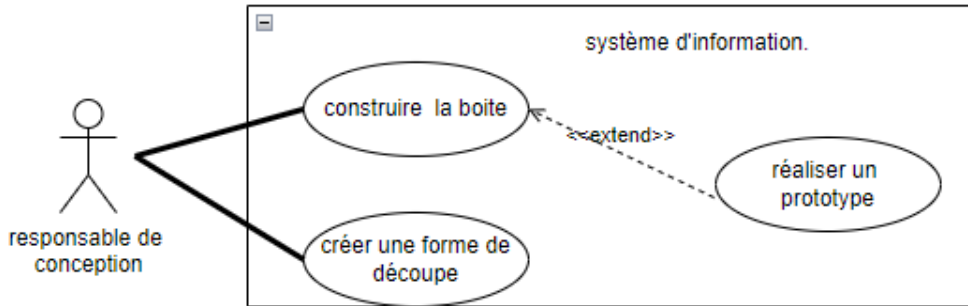 système d'information.
construire la boite
<<extend>>
réaliser un
prototype
responsable de
conception
créer une forme de
découpe